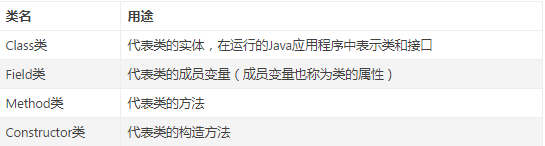 类名 用途
Class类 代表类的实体，在运行的Java应用程序中表示类和接口
Field类 代表类的成员变量（成员变量也称为类的属性）
Method类 代表类的方法
Constructor类 代表类的构造方法